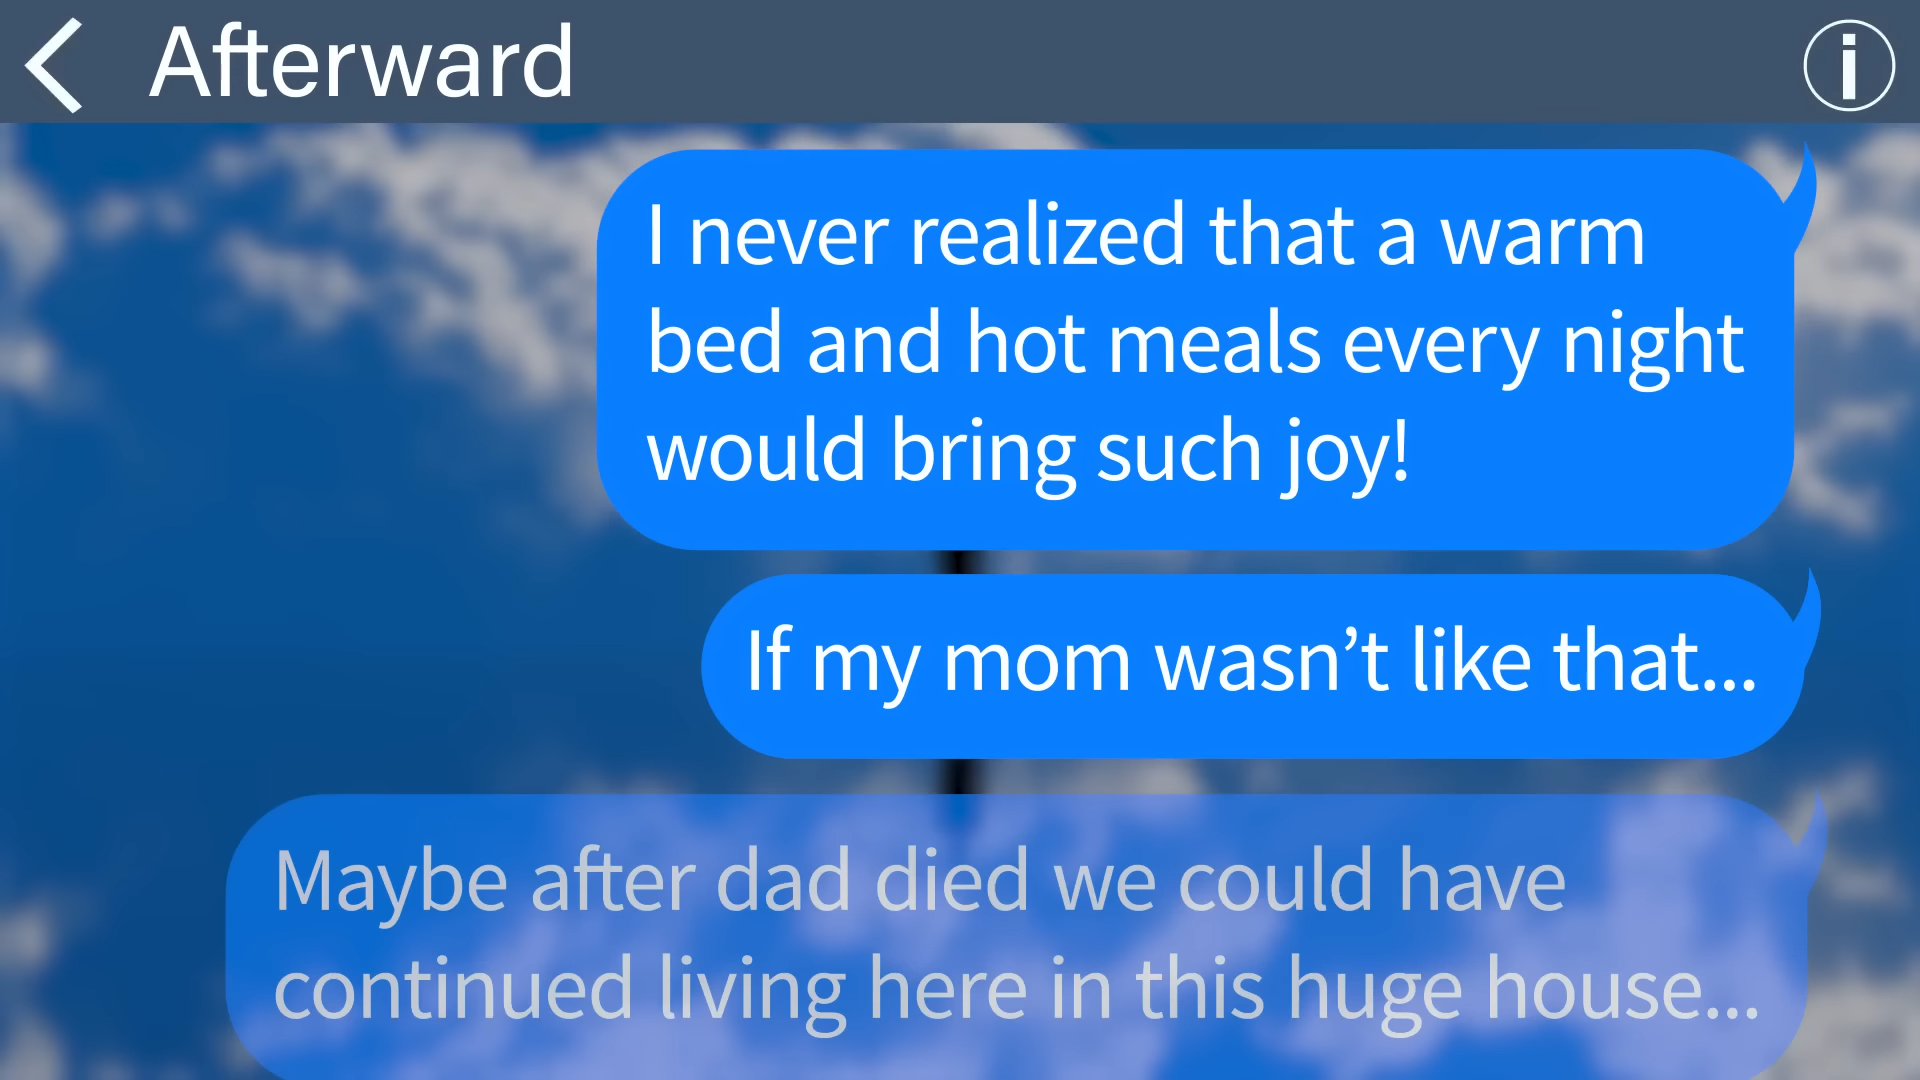 Afterward
I never realized that a warm
bed and hot meals every night
would bring such joy!
If my mom wasn’t like that...
Maybe after dad died we could have
continued living here in this huge house...